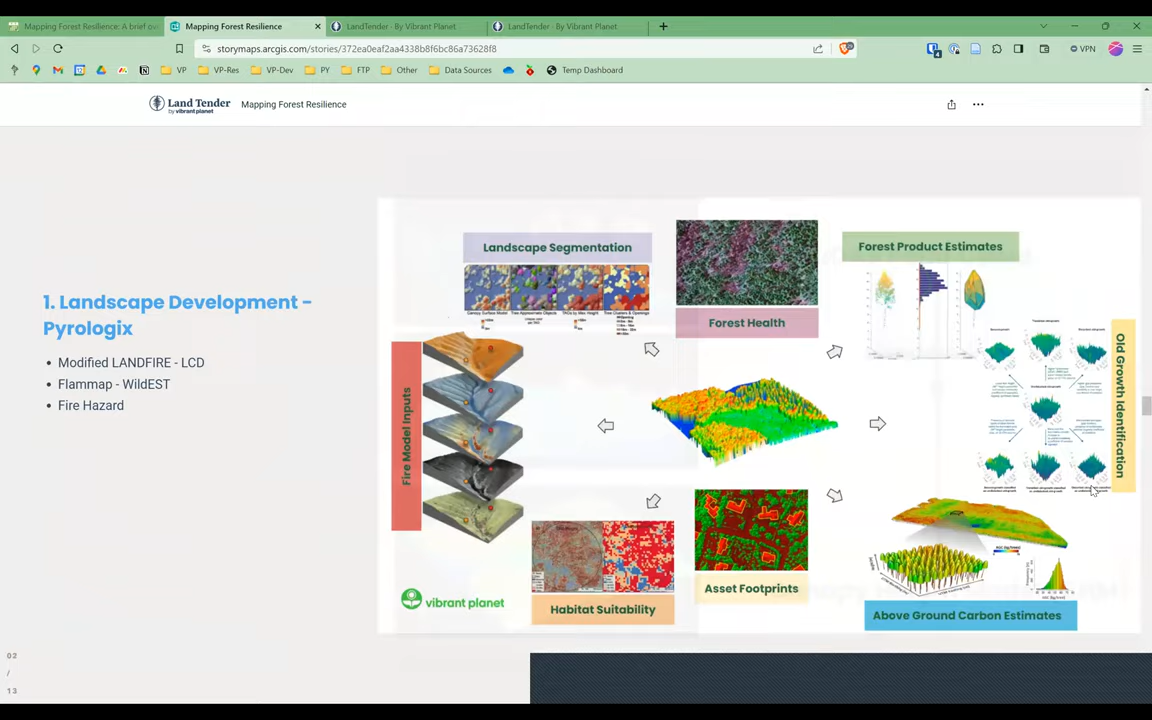 Mapping Forest Resilience: A brief ov
Mapping Forest Resilience
LandTender - By Vibrant Planet
LandTender - By Vibrant Planet
storymaps.arcgis.com/stories/372ea0eaf2aa4338b8f6bc86a73628f8
VPN
VP
VP-Res
VP-Dev
PY
FTP
Other
Data Sources
Temp Dashboard
Land Tender
by vibrant planet
Mapping Forest Resilience
1. Landscape Development -
Pyrologix
• Modified LANDFIRE - LCD
• Flammap - WildEST
• Fire Hazard
Landscape Segmentation
Forest Health
Forest Product Estimates
Old Growth Identification
Fire Model Inputs
Habitat Suitability
Asset Footprints
Above Ground Carbon Estimates
vibrant planet
02
/
13